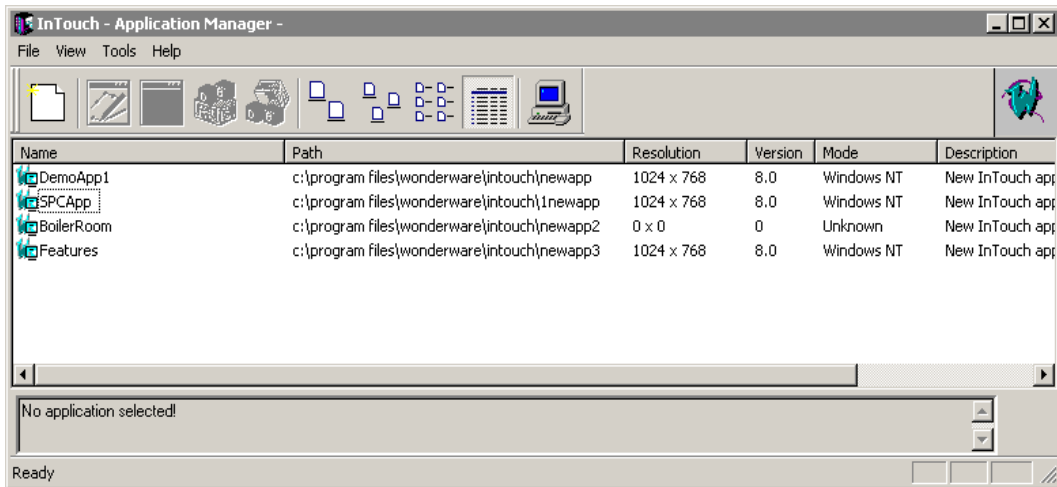 InTouch - Application Manager -
File View Tools Help
Name Path Resolution Version Mode Description
DemoApp1 c:\program files\wonderware\intouch\newapp 1024 x 768 8.0 Windows NT New InTouch app
SPCApp c:\program files\wonderware\intouch\1newapp 1024 x 768 8.0 Windows NT New InTouch app
BoilerRoom c:\program files\wonderware\intouch\newapp2 0 x 0 0 Unknown New InTouch app
Features c:\program files\wonderware\intouch\newapp3 1024 x 768 8.0 Windows NT New InTouch app
No application selected!
Ready